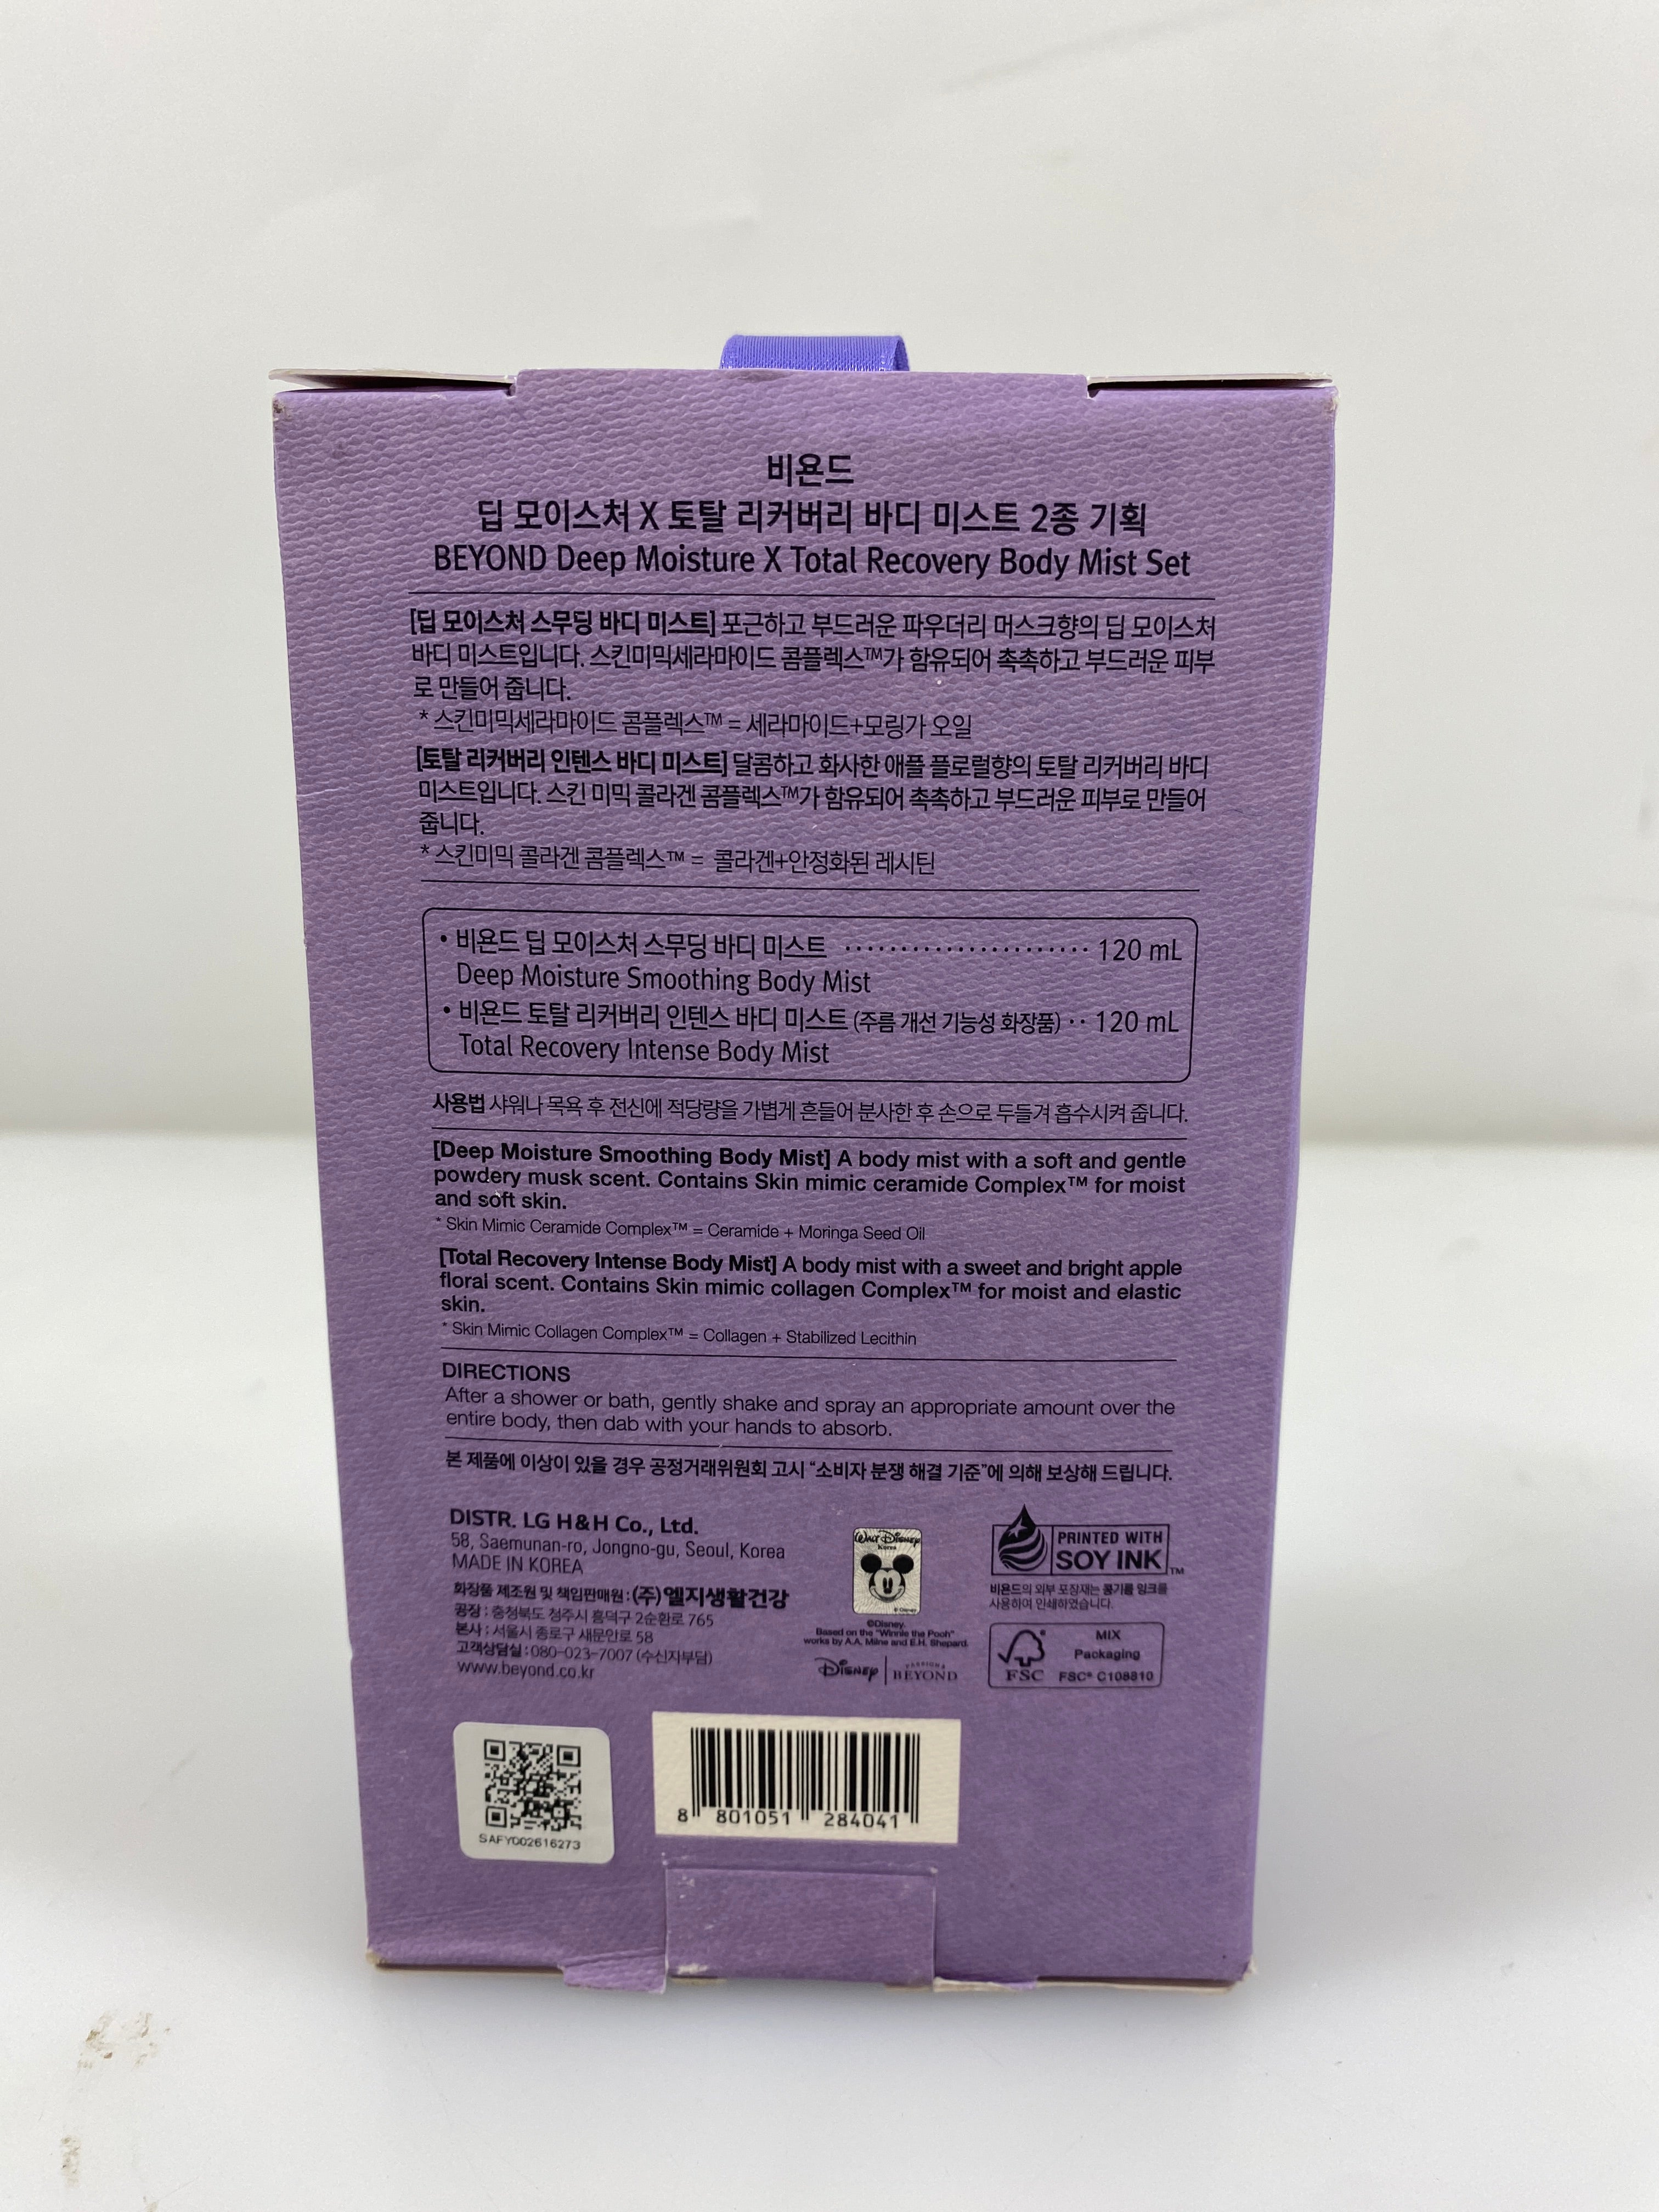 비욘드
딥 모이스처 X 토탈 리커버리 바디 미스트 2종 기획
BEYOND Deep Moisture X Total Recovery Body Mist Set
[딥 모이스처 스무딩 바디 미스트] 포근하고 부드러운 파우더리 머스크향의 딥 모이스처
바디 미스트입니다. 스킨미믹세라마이드 콤플렉스™가 함유되어 촉촉하고 부드러운 피부
로 만들어 줍니다.
* 스킨미믹세라마이드 콤플렉스™ = 세라마이드+모링가 오일
[토탈 리커버리 인텐스 바디 미스트] 달콤하고 화사한 애플 플로럴향의 토탈 리커버리 바디
미스트입니다. 스킨 미믹 콜라겐 콤플렉스™가 함유되어 촉촉하고 부드러운 피부로 만들어
줍니다.
* 스킨미믹 콜라겐 콤플렉스™ = 콜라겐+안정화된 레시틴
• 비욘드 딥 모이스처 스무딩 바디 미스트 ······················· 120 mL
Deep Moisture Smoothing Body Mist
• 비욘드 토탈 리커버리 인텐스 바디 미스트 (주름 개선 기능성 화장품) ·· 120 mL
Total Recovery Intense Body Mist
사용법 샤워나 목욕 후 전신에 적당량을 가볍게 흔들어 분사한 후 손으로 두들겨 흡수시켜 줍니다.
[Deep Moisture Smoothing Body Mist] A body mist with a soft and gentle
powdery musk scent. Contains Skin mimic ceramide Complex™ for moist
and soft skin.
* Skin Mimic Ceramide Complex™ = Ceramide + Moringa Seed Oil
[Total Recovery Intense Body Mist] A body mist with a sweet and bright apple
floral scent. Contains Skin mimic collagen Complex™ for moist and elastic
skin.
* Skin Mimic Collagen Complex™ = Collagen + Stabilized Lecithin
DIRECTIONS
After a shower or bath, gently shake and spray an appropriate amount over the
entire body, then dab with your hands to absorb.
본 제품에 이상이 있을 경우 공정거래위원회 고시 “소비자 분쟁 해결 기준”에 의해 보상해 드립니다.
DISTR. LG H&H Co., Ltd.
58, Saemunan-ro, Jongno-gu, Seoul, Korea
MADE IN KOREA
화장품 제조원 및 책임판매원 : (주)엘지생활건강
공장 : 충청북도 청주시 흥덕구 2순환로 765
본사 : 서울시 종로구 새문안로 58
고객상담실 : 080-023-7007 (수신자부담)
www.beyond.co.kr
WALT DISNEY
Korea
© Disney
©Disney.
Based on the "Winnie the Pooh"
works by A.A. Milne and E.H. Shepard.
Disney
BEYOND
PRINTED WITH
SOY INK™
비욘드의 외부 포장재는 콩기름 잉크를
사용하여 인쇄하였습니다.
FSC
MIX
Packaging
FSC® C108810
SAFY002616273
8 801051 284041